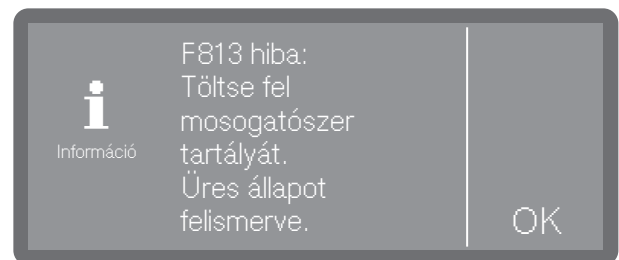 F813 hiba:
Töltse fel
mosogatószer
tartályát.
Üres állapot
felismerve.
Információ
OK